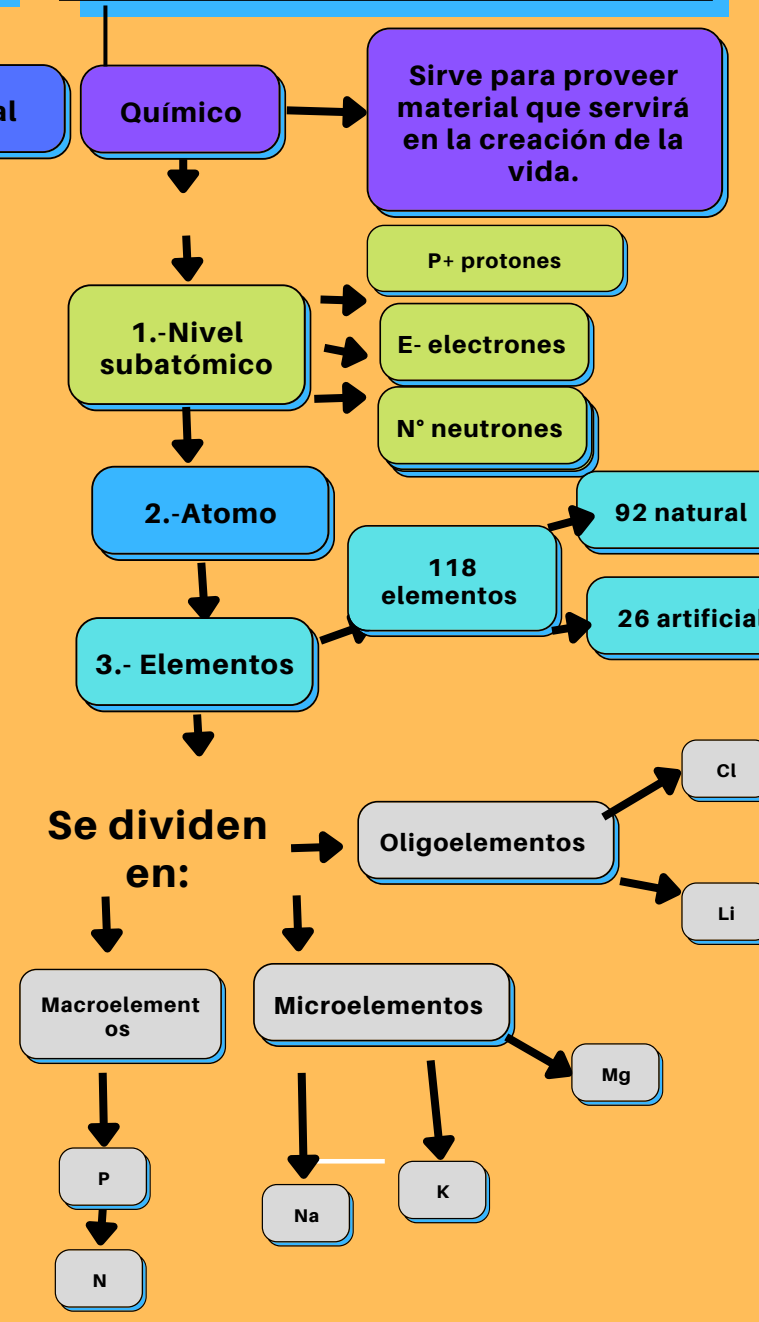 al
Químico
Sirve para proveer
material que servirá
en la creación de la
vida.
P+ protones
1.-Nivel
subatómico
E- electrones
N° neutrones
2.-Atomo
92 natural
118
elementos
26 artificial
3.- Elementos
Se dividen
en:
Oligoelementos
Cl
Li
Macroelement
os
Microelementos
Mg
P
K
Na
N